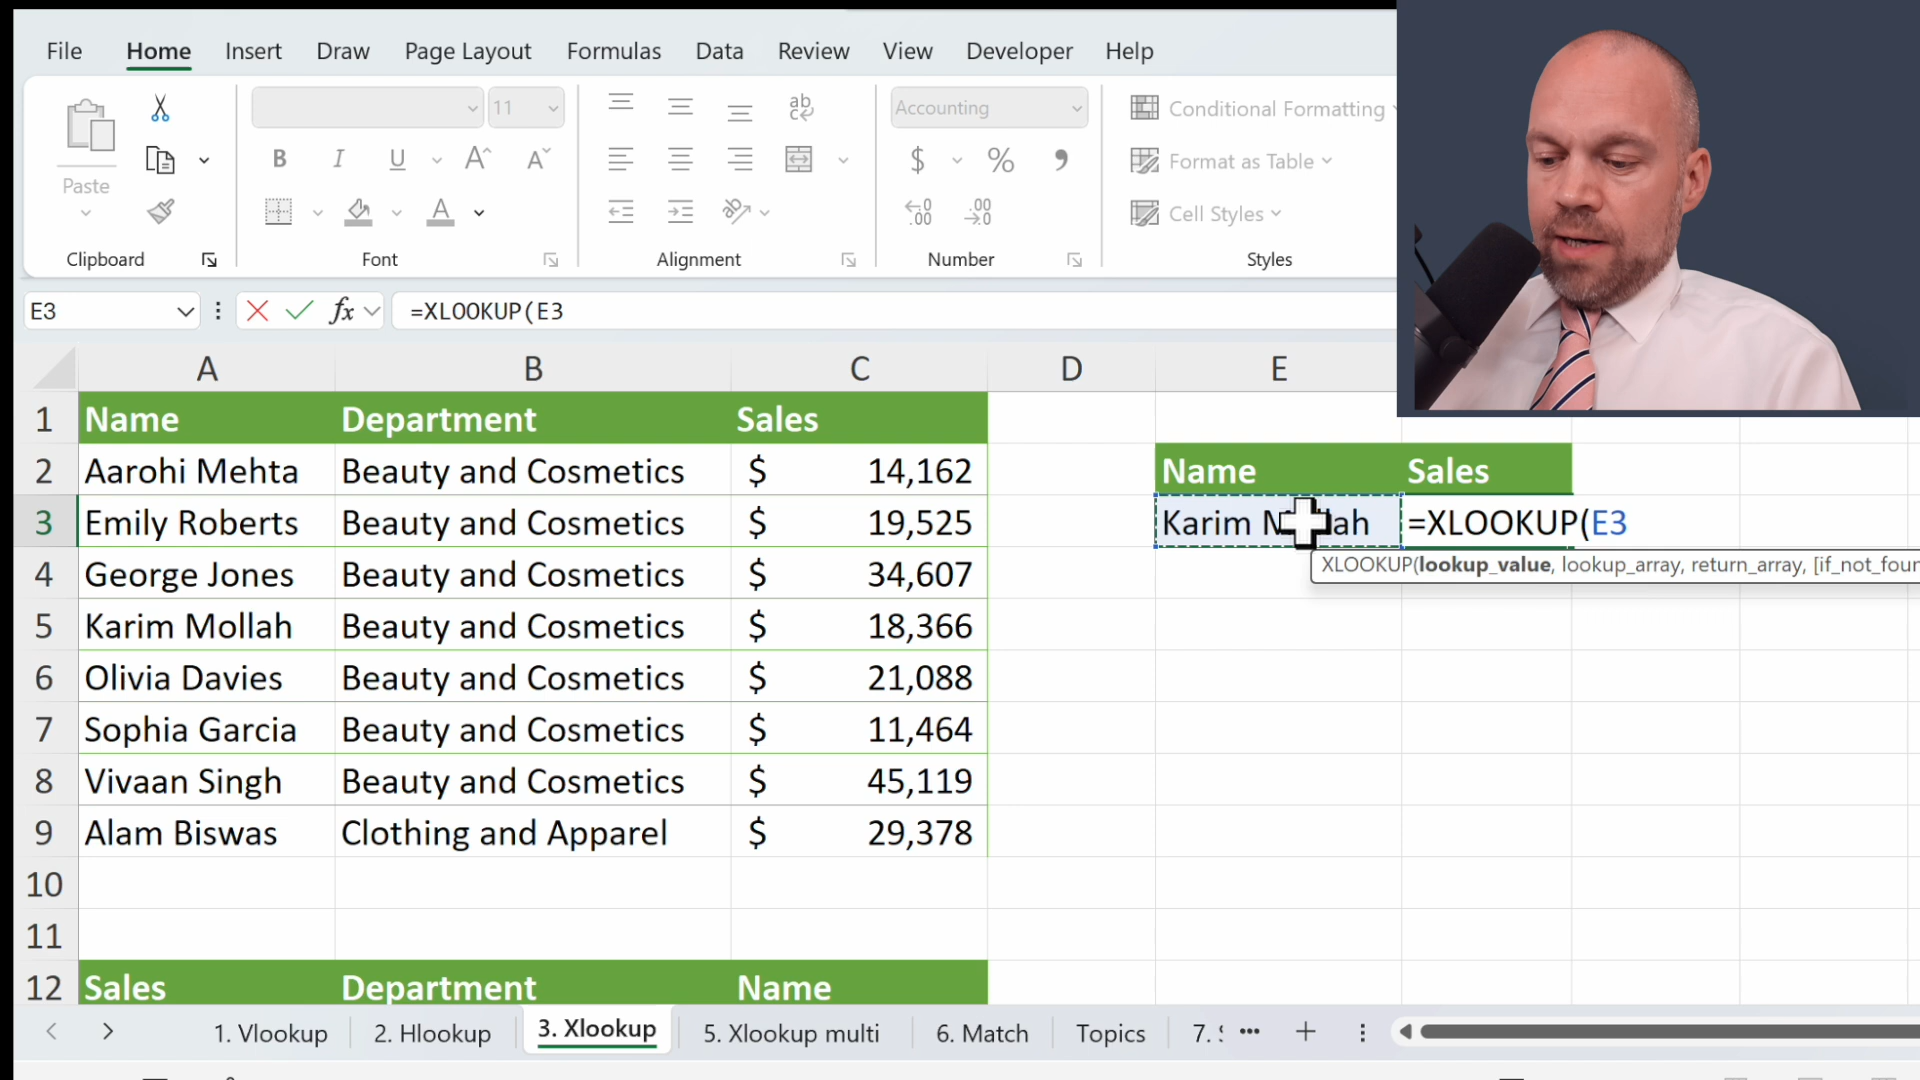 File Home Insert Draw Page Layout Formulas Data Review View Developer Help
11 Accounting Conditional Formatting
Paste B I U A A $ % Format as Table
.00 .00 Cell Styles
Clipboard Font Alignment Number Styles
E3 fx =XLOOKUP(E3
A B C D E
1 Name Department Sales
2 Aarohi Mehta Beauty and Cosmetics $ 14,162 Name Sales
3 Emily Roberts Beauty and Cosmetics $ 19,525 Karim =XLOOKUP(E3
XLOOKUP(lookup_value, lookup_array, return_array,
4 George Jones Beauty and Cosmetics $ 34,607
5 Karim Mollah Beauty and Cosmetics $ 18,366
6 Olivia Davies Beauty and Cosmetics $ 21,088
7 Sophia Garcia Beauty and Cosmetics $ 11,464
8 Vivaan Singh Beauty and Cosmetics $ 45,119
9 Alam Biswas Clothing and Apparel $ 29,378
10
11
12 Sales Department Name
1. Vlookup 2. Hlookup 3. Xlookup 5. Xlookup multi 6. Match Topics 7.